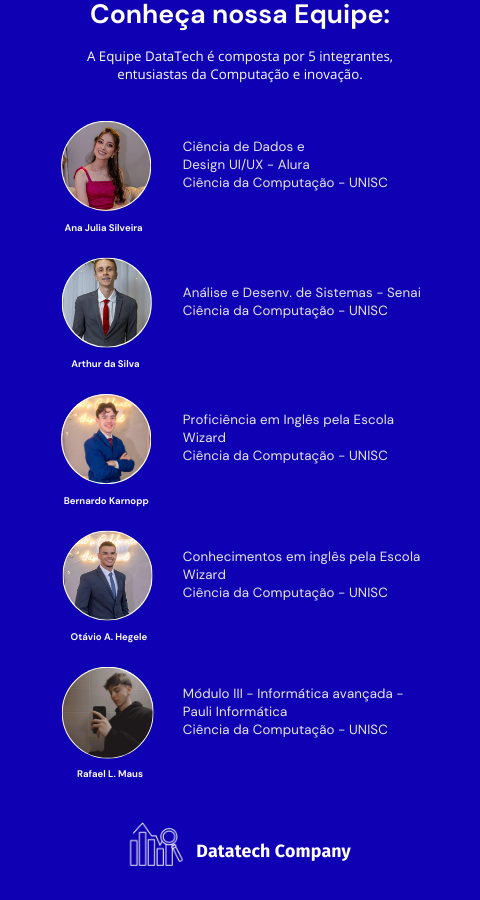 Conheça nossa Equipe:
A Equipe DataTech é composta por 5 integrantes,
entusiastas da Computação e inovação.
Ciência de Dados e
Design UI/UX - Alura
Ciência da Computação - UNISC
Ana Julia Silveira
Análise e Desenv. de Sistemas - Senai
Ciência da Computação - UNISC
Arthur da Silva
Proficiência em Inglês pela Escola
Wizard
Ciência da Computação - UNISC
Bernardo Karnopp
Conhecimentos em inglês pela Escola
Wizard
Ciência da Computação - UNISC
Otávio A. Hegele
Módulo III - Informática avançada -
Pauli Informática
Ciência da Computação - UNISC
Rafael L. Maus
Datatech Company